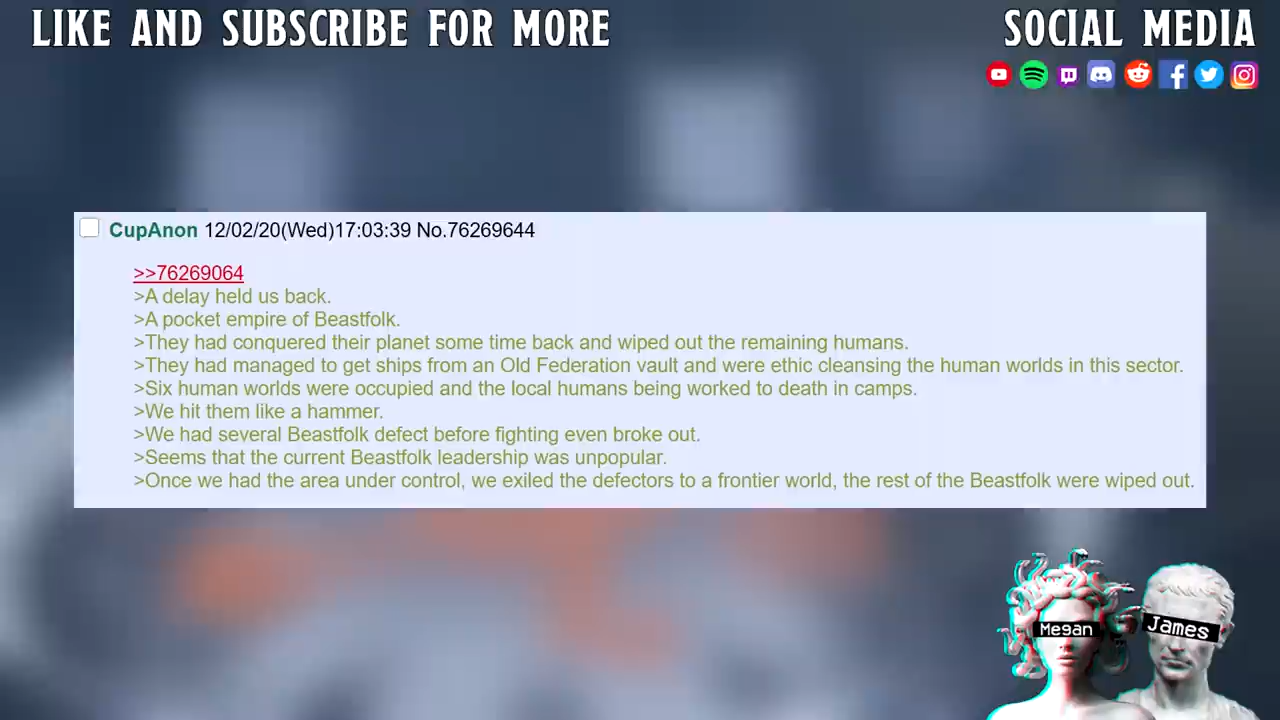 LIKE AND SUBSCRIBE FOR MORE
SOCIAL MEDIA
CupAnon 12/02/20(Wed)17:03:39 No.76269644
>>76269064
>A delay held us back.
>A pocket empire of Beastfolk.
>They had conquered their planet some time back and wiped out the remaining humans.
>They had managed to get ships from an Old Federation vault and were ethic cleansing the human worlds in this sector.
>Six human worlds were occupied and the local humans being worked to death in camps.
>We hit them like a hammer.
>We had several Beastfolk defect before fighting even broke out.
>Seems that the current Beastfolk leadership was unpopular.
>Once we had the area under control, we exiled the defectors to a frontier world, the rest of the Beastfolk were wiped out.
Megan
James